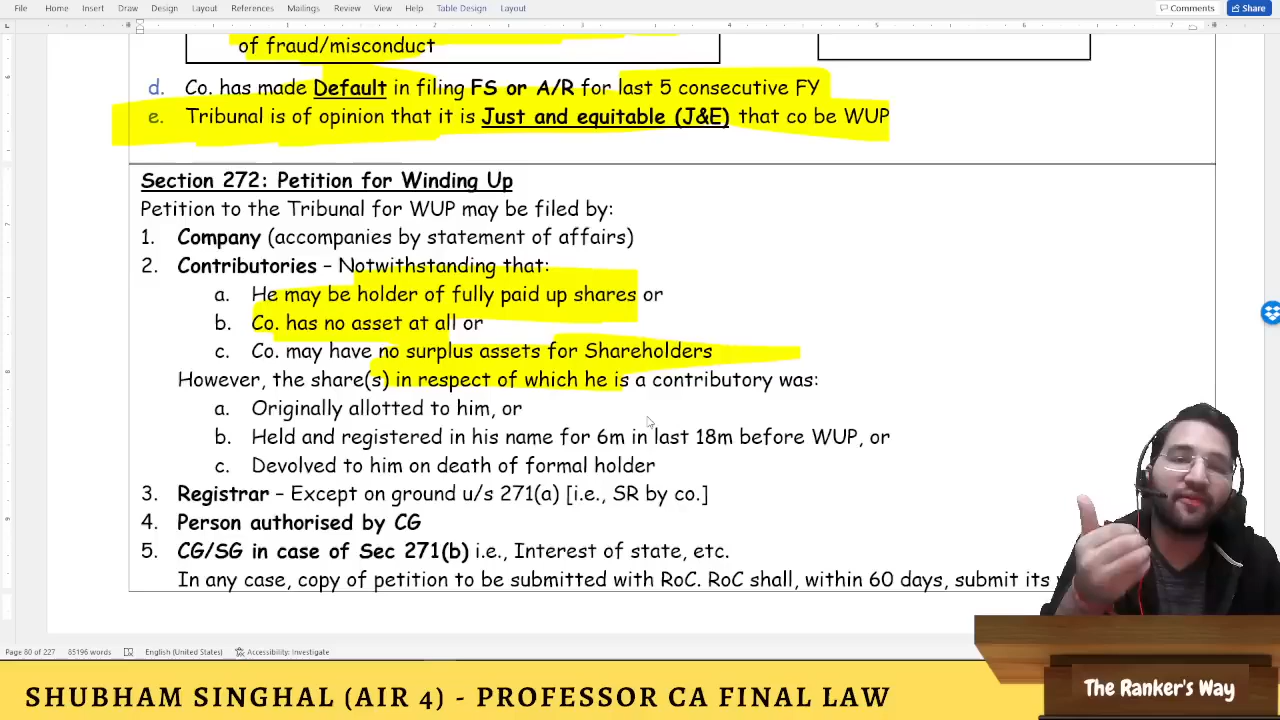 File Home Insert Draw Design Layout References Mailings Review View Help Table Design Layout Comments Share
of fraud/misconduct
d. Co. has made Default in filing FS or A/R for last 5 consecutive FY
e. Tribunal is of opinion that it is Just and equitable (J&E) that co be WUP
Section 272: Petition for Winding Up
Petition to the Tribunal for WUP may be filed by:
1. Company (accompanies by statement of affairs)
2. Contributories – Notwithstanding that:
a. He may be holder of fully paid up shares or
b. Co. has no asset at all or
c. Co. may have no surplus assets for Shareholders
However, the share(s) in respect of which he is a contributory was:
a. Originally allotted to him, or
b. Held and registered in his name for 6m in last 18m before WUP, or
c. Devolved to him on death of formal holder
3. Registrar – Except on ground u/s 271(a) [i.e., SR by co.]
4. Person authorised by CG
5. CG/SG in case of Sec 271(b) i.e., Interest of state, etc.
In any case, copy of petition to be submitted with RoC. RoC shall, within 60 days, submit its
Page 80 of 227 85196 words English (United States) Accessibility: Investigate
SHUBHAM SINGHAL (AIR 4) - PROFESSOR CA FINAL LAW
The Ranker's Way